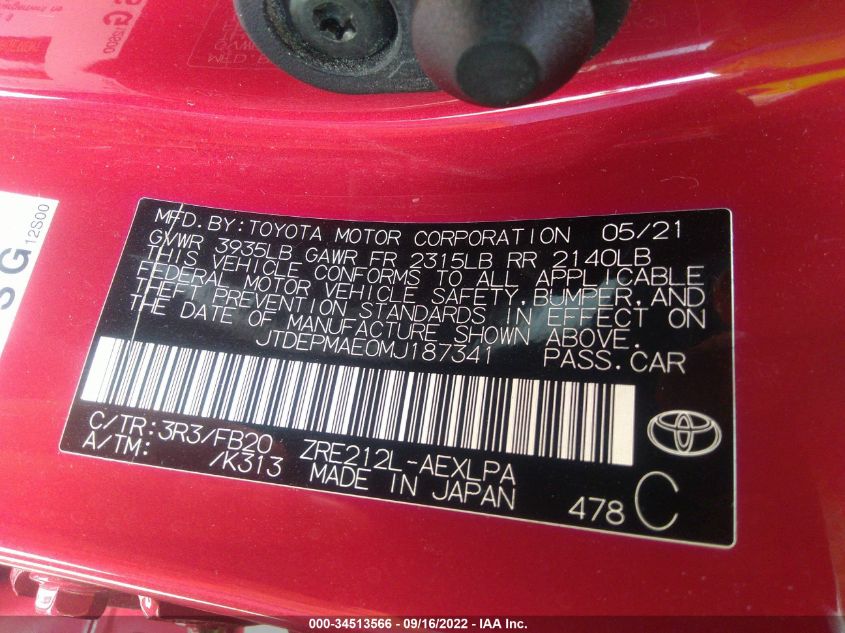 SG
12S00
MFD.BY:TOYOTA MOTOR CORPORATION 05/21
GVWR 3935LB GAWR FR 2315LB RR 2140LB
THIS VEHICLE CONFORMS TO ALL APPLICABLE
FEDERAL MOTOR VEHICLE SAFETY,BUMPER,AND
THEFT PREVENTION STANDARDS IN EFFECT ON
THE DATE OF MANUFACTURE SHOWN ABOVE.
JTDEPMAE0MJ187341 PASS.CAR
C/TR:3R3/FB20 ZRE212L-AEXLPA
A/TM: /K313 MADE IN JAPAN
478 C
000-34513566 - 09/16/2022 - IAA Inc.